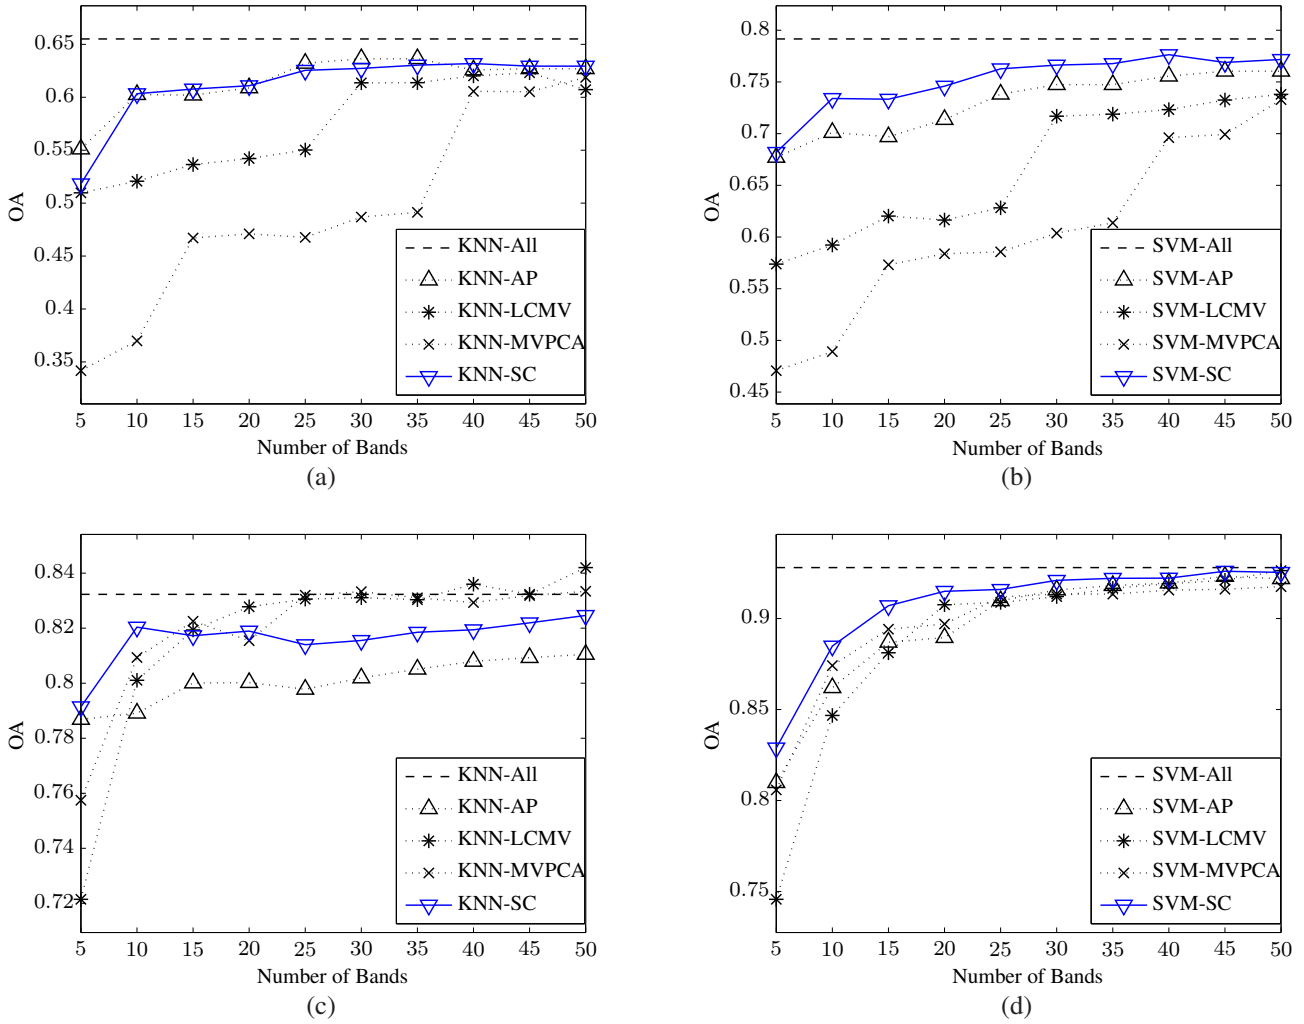 0.65
0.6
0.55
0.5
0.45
0.4
0.35
OA
5 10 15 20 25 30 35 40 45 50
Number of Bands
KNN-All
KNN-AP
KNN-LCMV
KNN-MVPCA
KNN-SC
(a)
0.8
0.75
0.7
0.65
0.6
0.55
0.5
0.45
OA
5 10 15 20 25 30 35 40 45 50
Number of Bands
SVM-All
SVM-AP
SVM-LCMV
SVM-MVPCA
SVM-SC
(b)
0.84
0.82
0.8
0.78
0.76
0.74
0.72
OA
5 10 15 20 25 30 35 40 45 50
Number of Bands
KNN-All
KNN-AP
KNN-LCMV
KNN-MVPCA
KNN-SC
(c)
0.9
0.85
0.8
0.75
OA
5 10 15 20 25 30 35 40 45 50
Number of Bands
SVM-All
SVM-AP
SVM-LCMV
SVM-MVPCA
SVM-SC
(d)